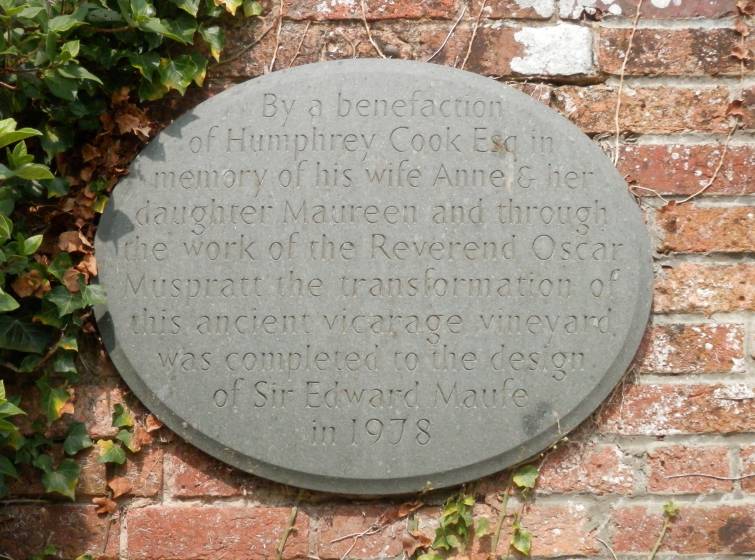 By a benefaction
of Humphrey Cook Esq in
memory of his wife Anne & her
daughter Maureen and through
the work of the Reverend Oscar
Muspratt the transformation of
this ancient vicarage vineyard
was completed to the design
of Sir Edward Maufe
in 1978